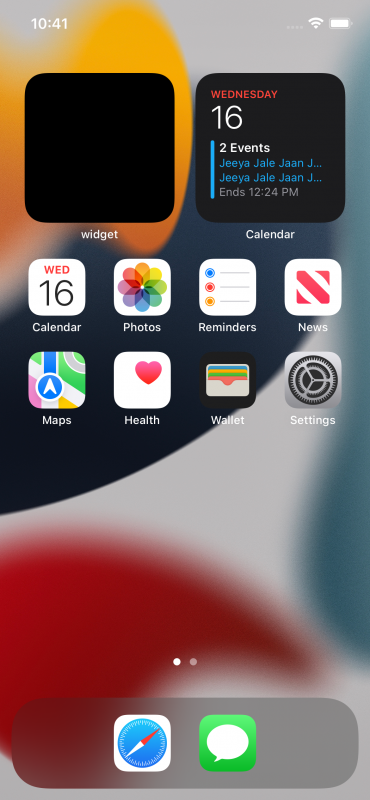 10:41
WEDNESDAY
16
2 Events
Jeeya Jale Jaan J...
Jeeya Jale Jaan J...
Ends 12:24 PM
widget
Calendar
WED
16
Calendar
Photos
Reminders
News
Maps
Health
Wallet
Settings